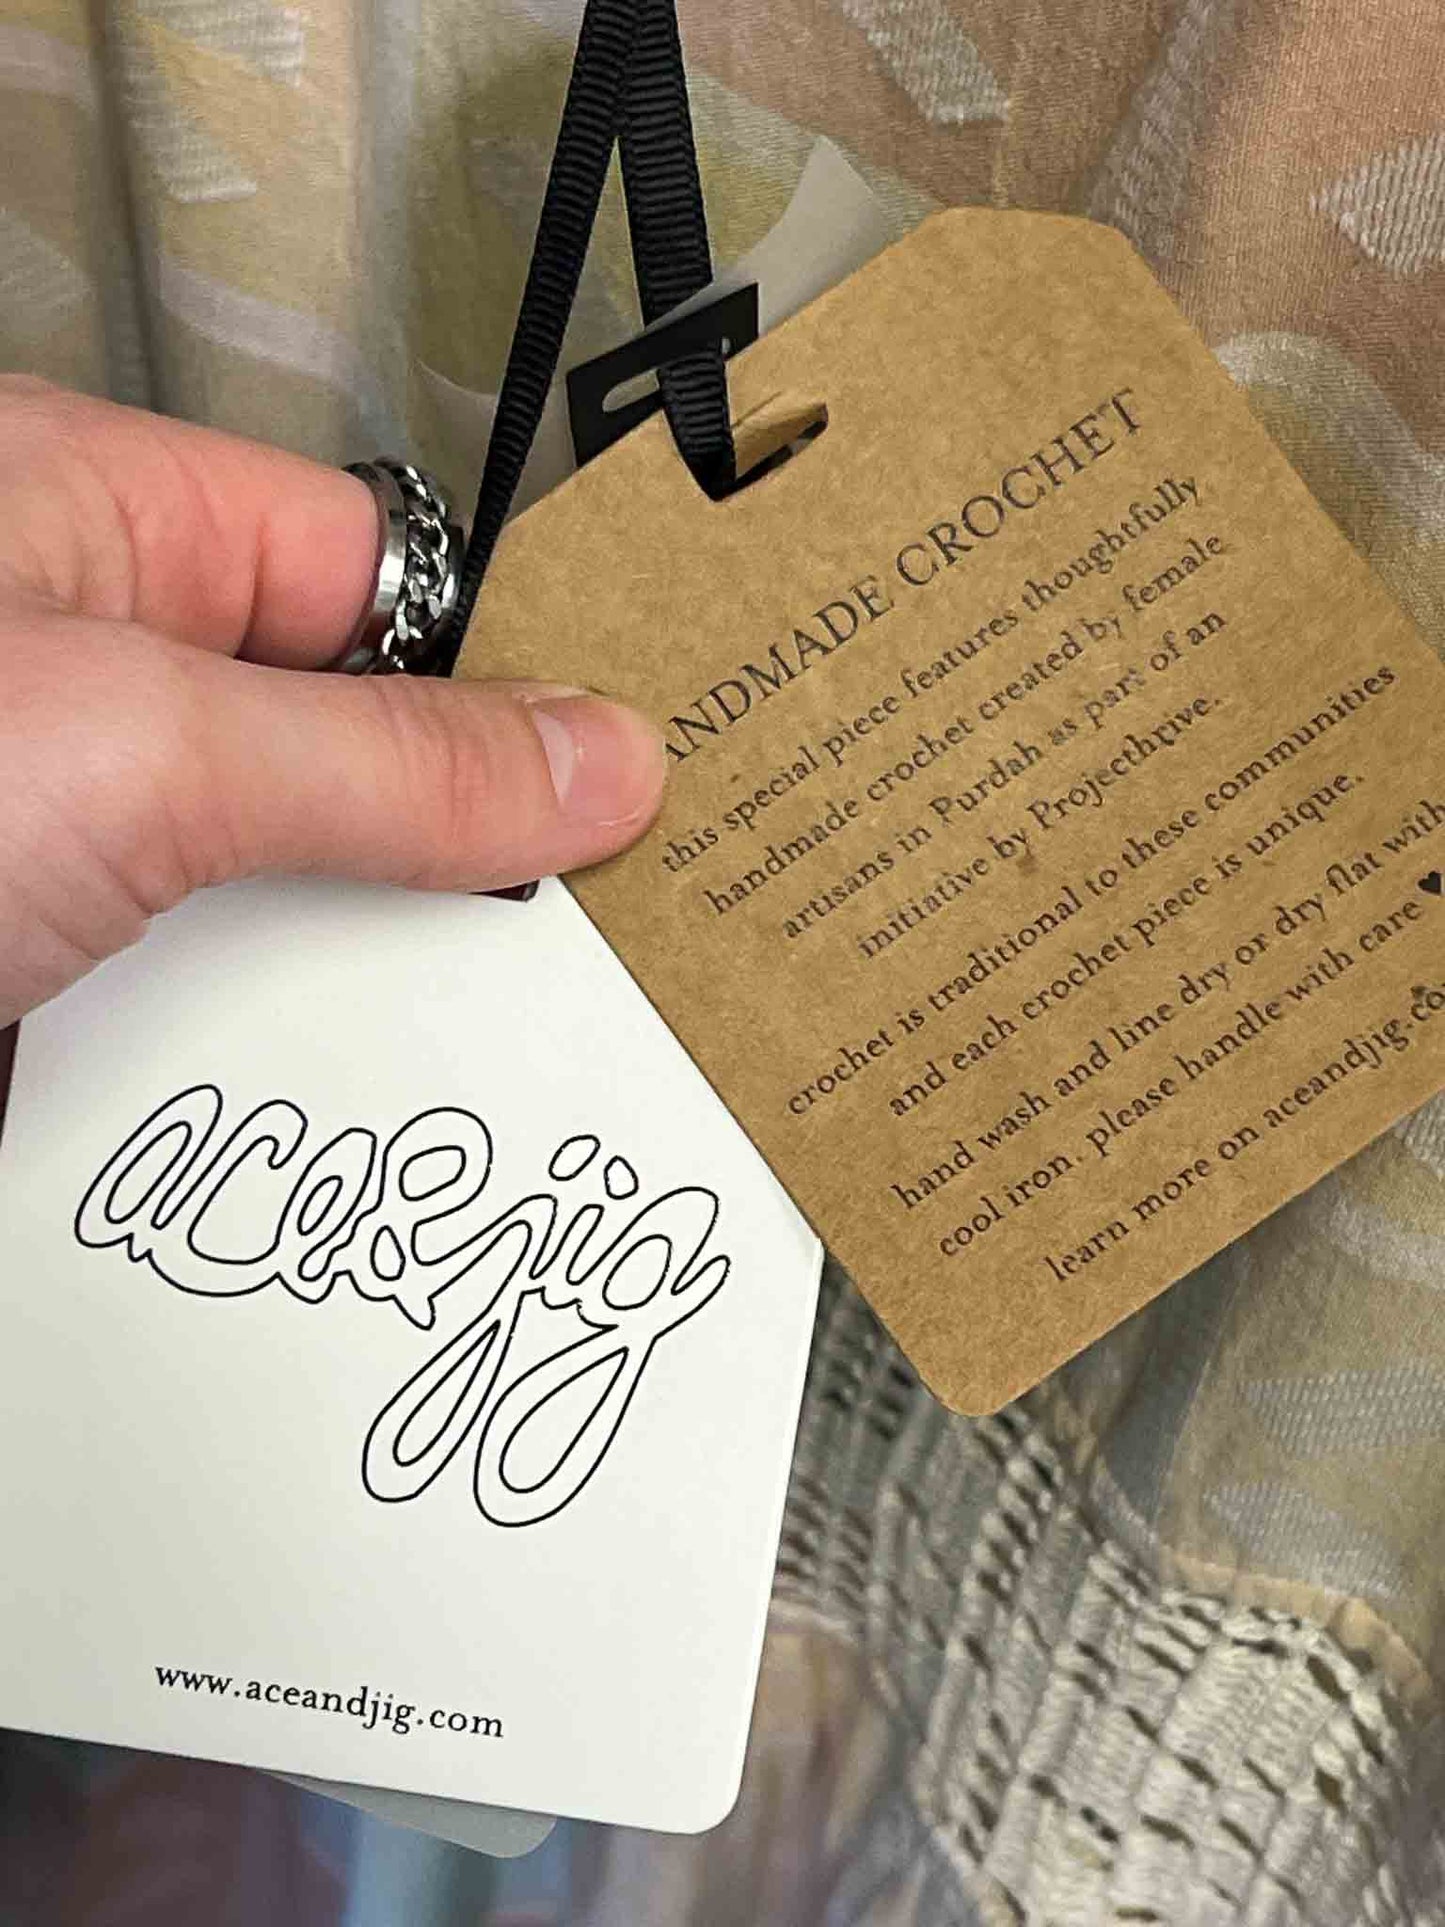 ANDMADE CROCHET
this special piece features thoughtfully
handmade crochet created by female
artisans in Purdah as part of an
initiative by Projecthrive.
crochet is traditional to these communities
and each crochet piece is unique.
hand wash and line dry or dry flat with
cool iron. please handle with care ♥
learn more on aceandjig.co
ace&jig
www.aceandjig.com